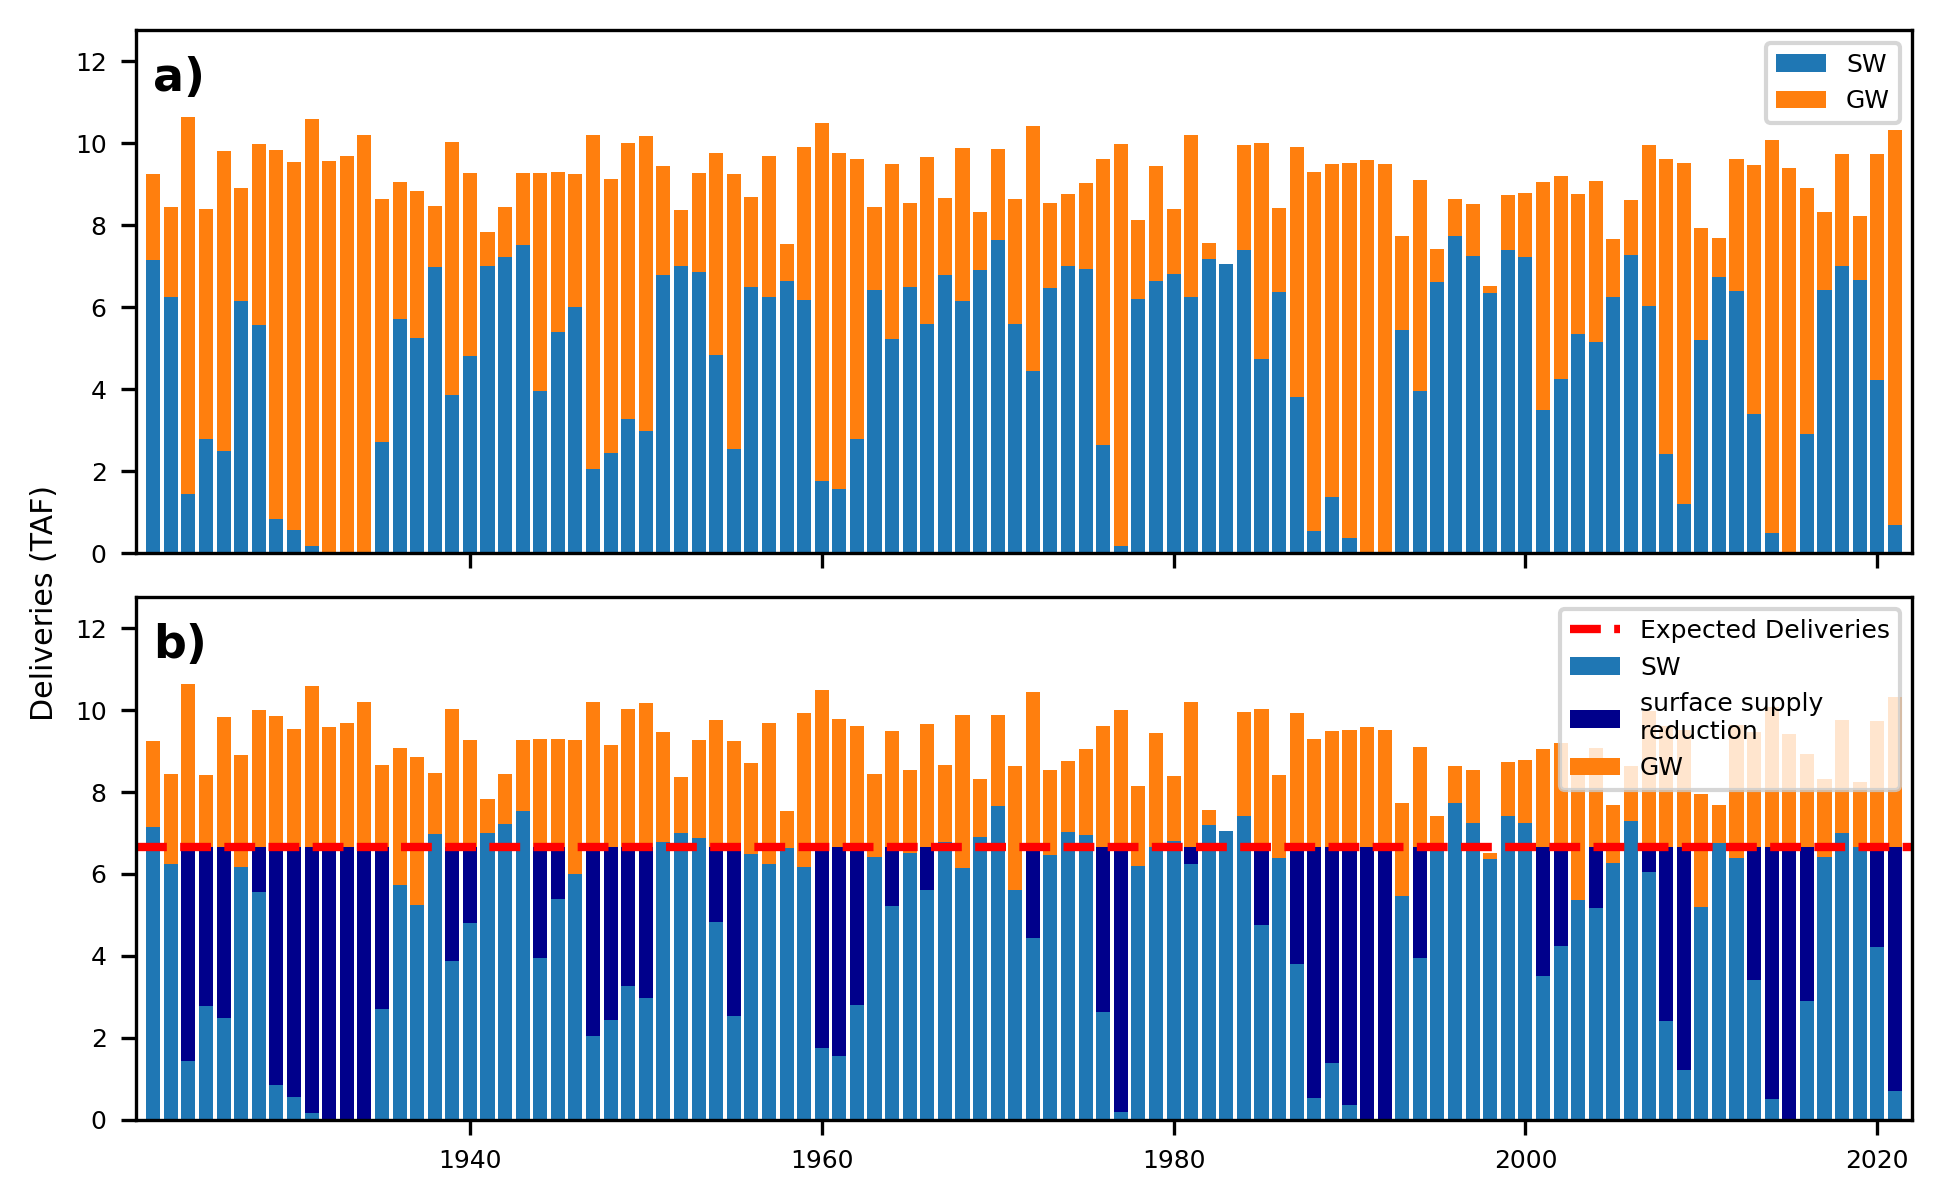 a)
SW
GW
12
10
8
6
4
2
0
Deliveries (TAF)
b)
Expected Deliveries
SW
surface supply
reduction
GW
12
10
8
6
4
2
0
1940
1960
1980
2000
2020